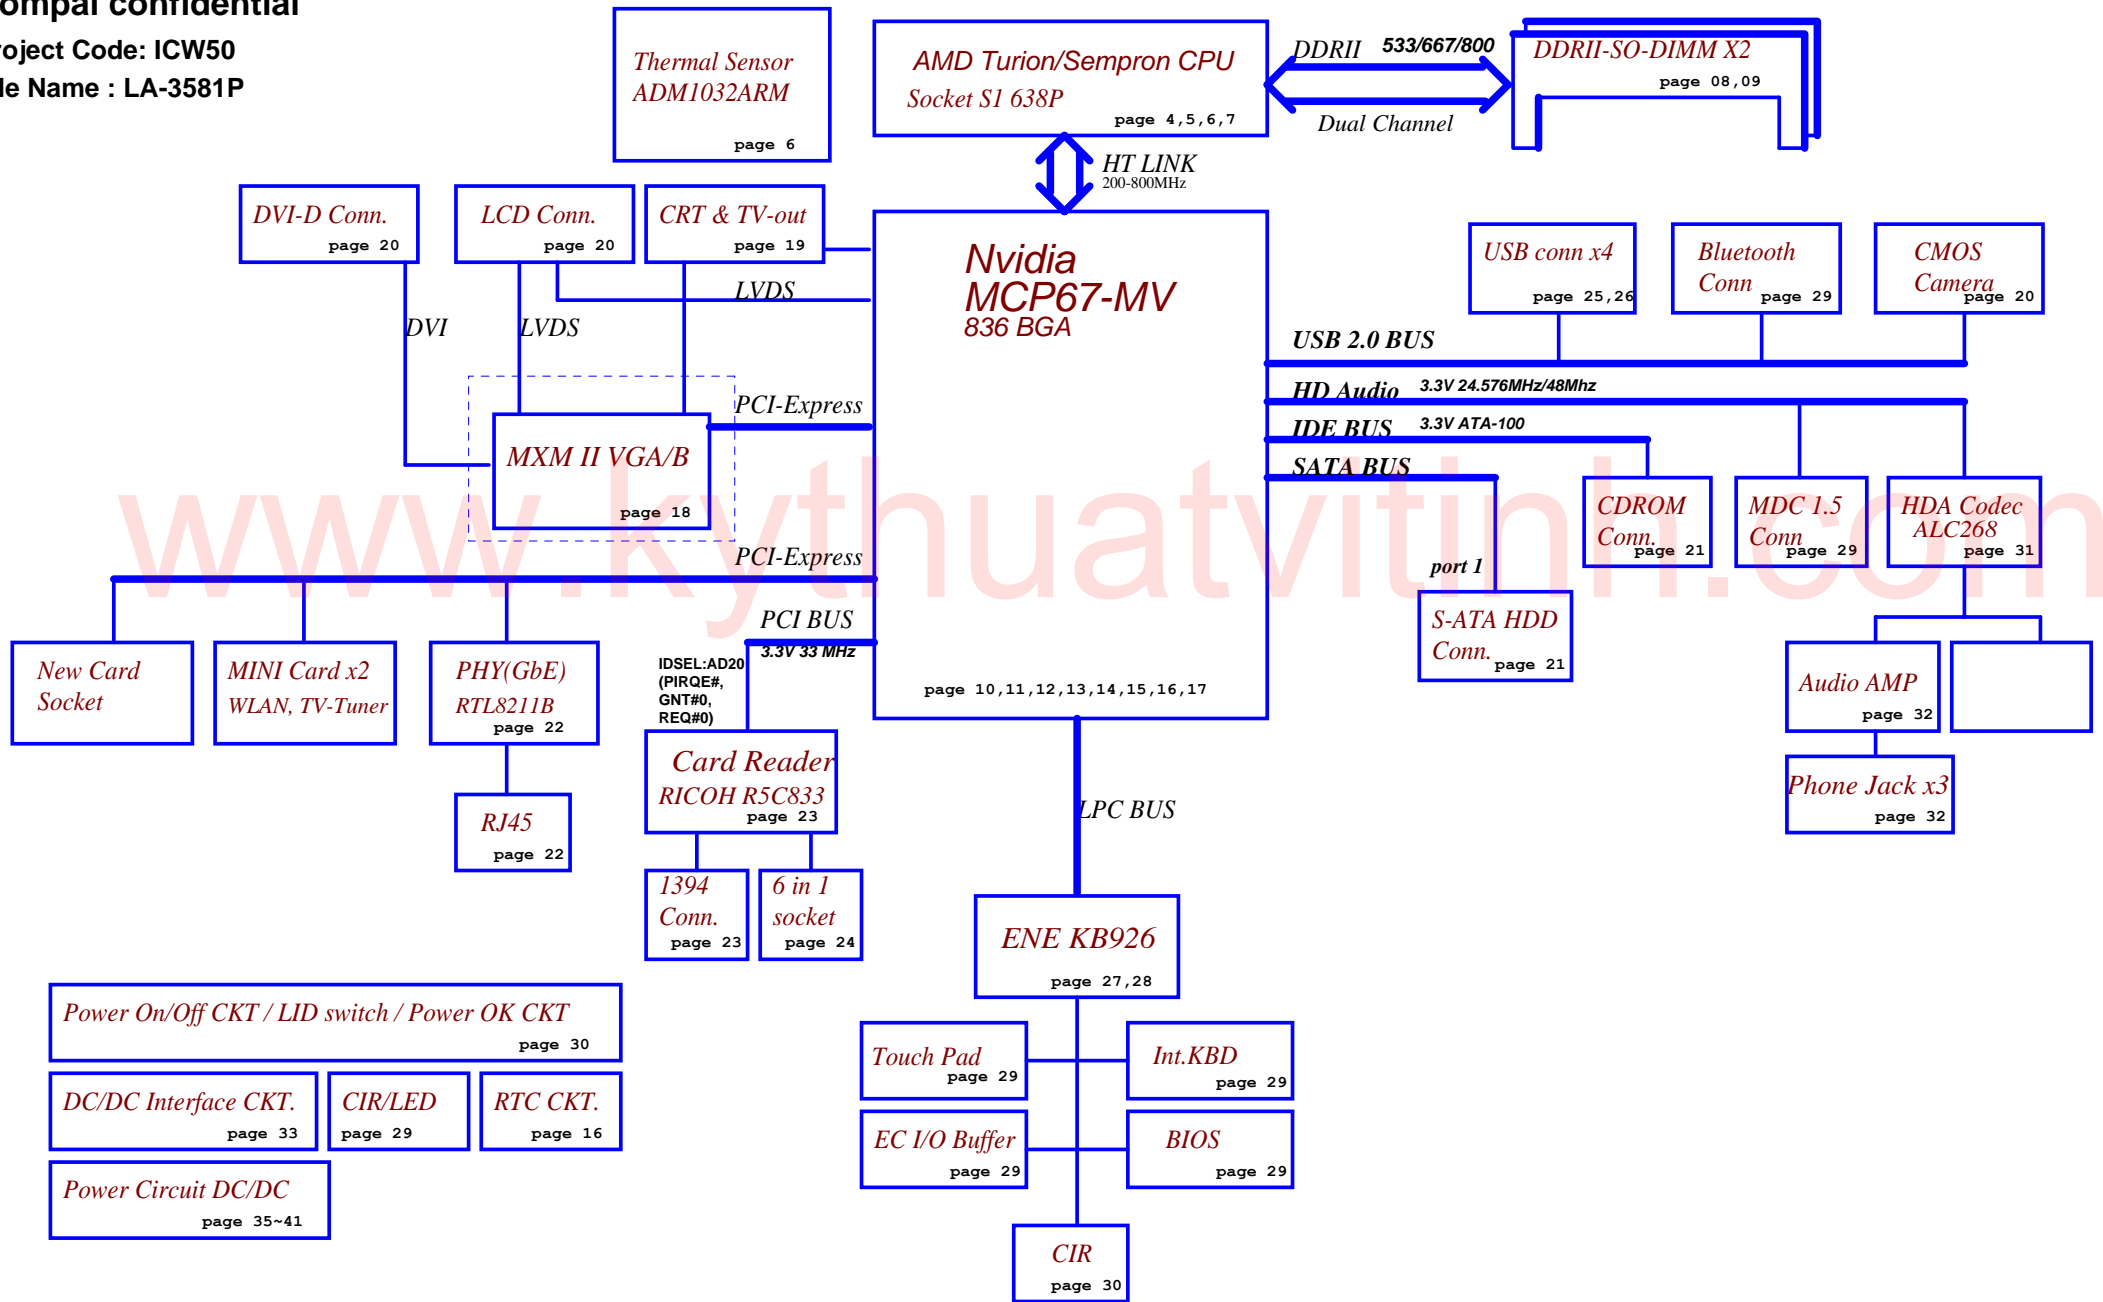 ompal confidential
roject Code: ICW50
le Name : LA-3581P
Thermal Sensor
ADM1032ARM
page 6
AMD Turion/Sempron CPU
Socket S1 638P
page 4,5,6,7
DDRII 533/667/800
Dual Channel
DDRII-SO-DIMM X2
page 08,09
HT LINK
200-800MHz
DVI-D Conn.
page 20
LCD Conn.
page 20
CRT & TV-out
page 19
Nvidia
MCP67-MV
836 BGA
page 10,11,12,13,14,15,16,17
USB conn x4
page 25,26
Bluetooth
Conn
page 29
CMOS
Camera
page 20
LVDS
DVI
LVDS
USB 2.0 BUS
HD Audio 3.3V 24.576MHz/48Mhz
IDE BUS 3.3V ATA-100
SATA BUS
PCI-Express
MXM II VGA/B
page 18
PCI-Express
CDROM
Conn.
page 21
MDC 1.5
Conn
page 29
HDA Codec
ALC268
page 31
port 1
S-ATA HDD
Conn.
page 21
www.kythuatvitinh.com
PCI BUS
3.3V 33 MHz
IDSEL:AD20
(PIRQE#,
GNT#0,
REQ#0)
New Card
Socket
MINI Card x2
WLAN, TV-Tuner
PHY(GbE)
RTL8211B
page 22
RJ45
page 22
Card Reader
RICOH R5C833
page 23
1394
Conn.
page 23
6 in 1
socket
page 24
Audio AMP
page 32
Phone Jack x3
page 32
LPC BUS
ENE KB926
page 27,28
Touch Pad
page 29
Int.KBD
page 29
EC I/O Buffer
page 29
BIOS
page 29
CIR
page 30
Power On/Off CKT / LID switch / Power OK CKT
page 30
DC/DC Interface CKT.
page 33
CIR/LED
page 29
RTC CKT.
page 16
Power Circuit DC/DC
page 35~41